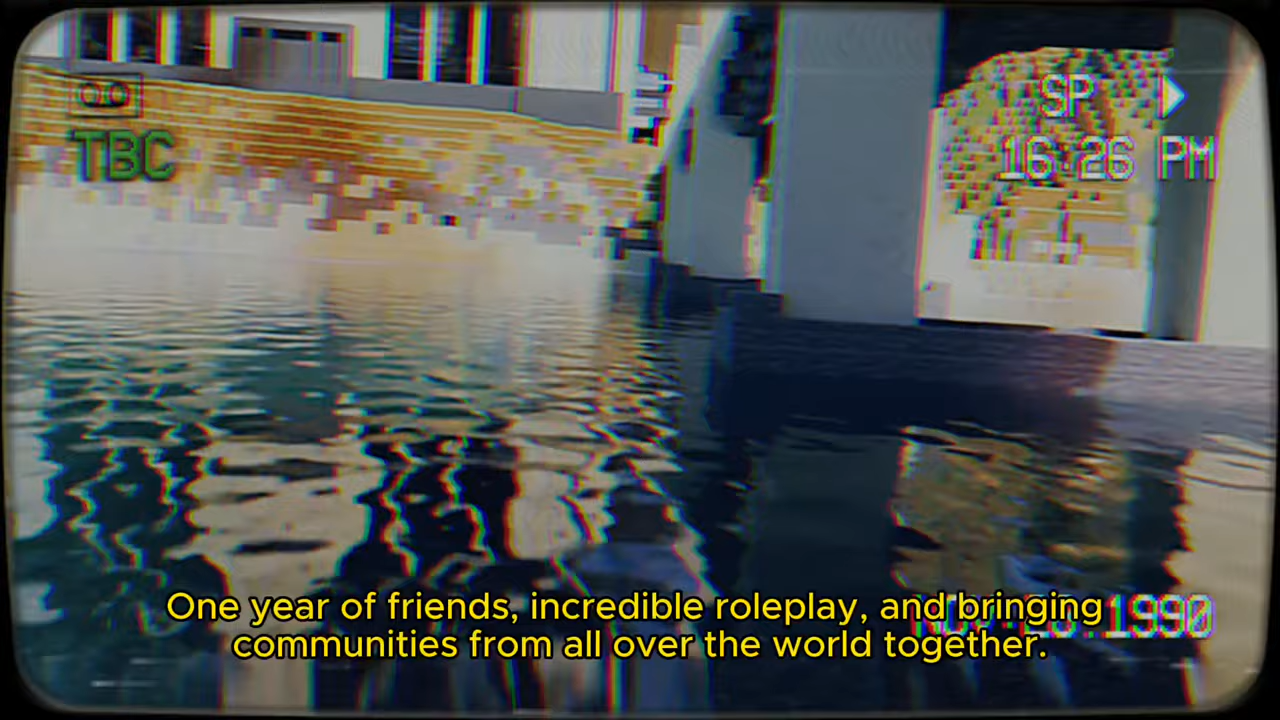 TBC
SP
16:26 PM
One year of friends, incredible roleplay, and bringing
communities from all over the world together.
1990